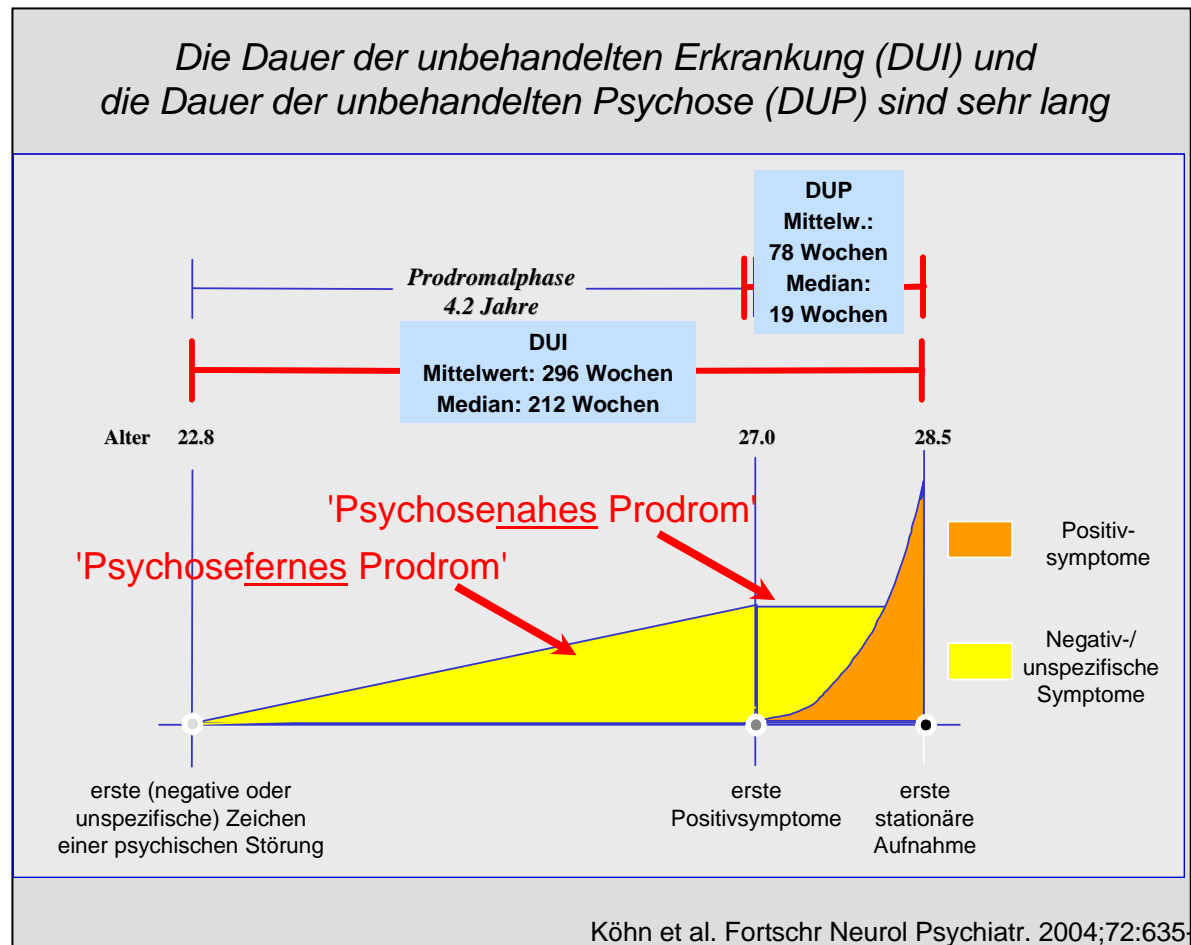 Die Dauer der unbehandelten Erkrankung (DUI) und
die Dauer der unbehandelten Psychose (DUP) sind sehr lang
DUP
Mittelw.:
78 Wochen
Median:
19 Wochen
Prodromalphase
4.2 Jahre
DUI
Mittelwert: 296 Wochen
Median: 212 Wochen
Alter 22.8 27.0 28.5
'Psychosenahes Prodrom'
'Psychosefernes Prodrom'
Positiv-
symptome
Negativ-/
unspezifische
Symptome
erste (negative oder
unspezifische) Zeichen
einer psychischen Störung
erste
Positivsymptome
erste
stationäre
Aufnahme
Köhn et al. Fortschr Neurol Psychiatr. 2004;72:635-